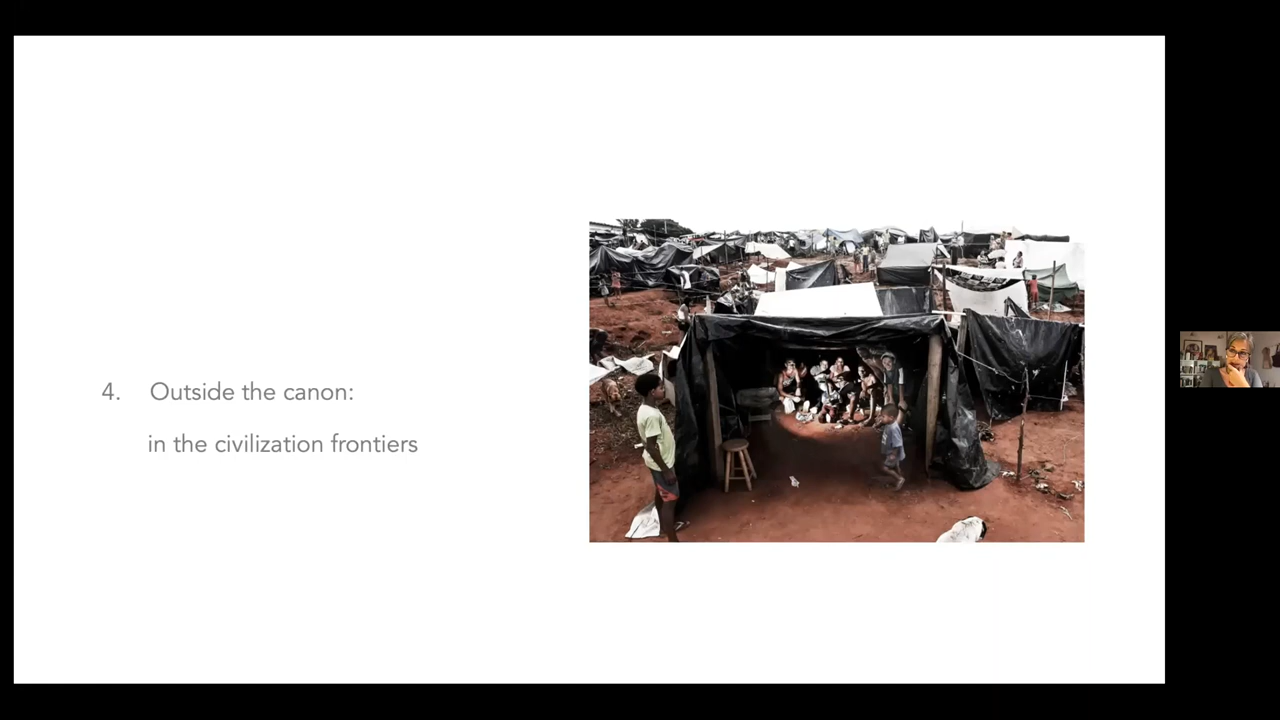 4. Outside the canon:
in the civilization frontiers